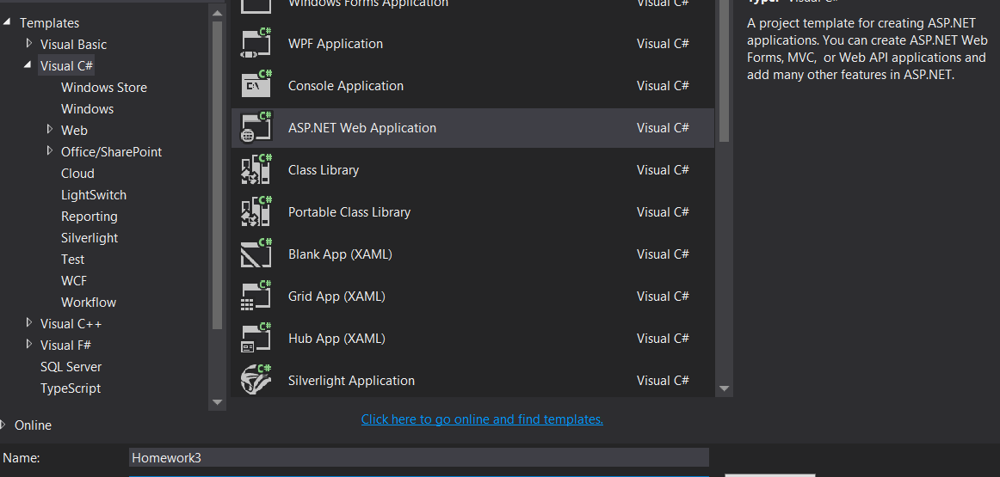 Templates
Visual Basic
Visual C#
Windows Store
Windows
Web
Office/SharePoint
Cloud
LightSwitch
Reporting
Silverlight
Test
WCF
Workflow
Visual C++
Visual F#
SQL Server
TypeScript
Online
Windows Forms Application Visual C#
C# WPF Application Visual C#
C# Console Application Visual C#
C# ASP.NET Web Application Visual C#
C# Class Library Visual C#
C# Portable Class Library Visual C#
C# Blank App (XAML) Visual C#
C# Grid App (XAML) Visual C#
C# Hub App (XAML) Visual C#
C# Silverlight Application Visual C#
Click here to go online and find templates.
Type: Visual C#
A project template for creating ASP.NET
applications. You can create ASP.NET Web
Forms, MVC, or Web API applications and
add many other features in ASP.NET.
Name: Homework3